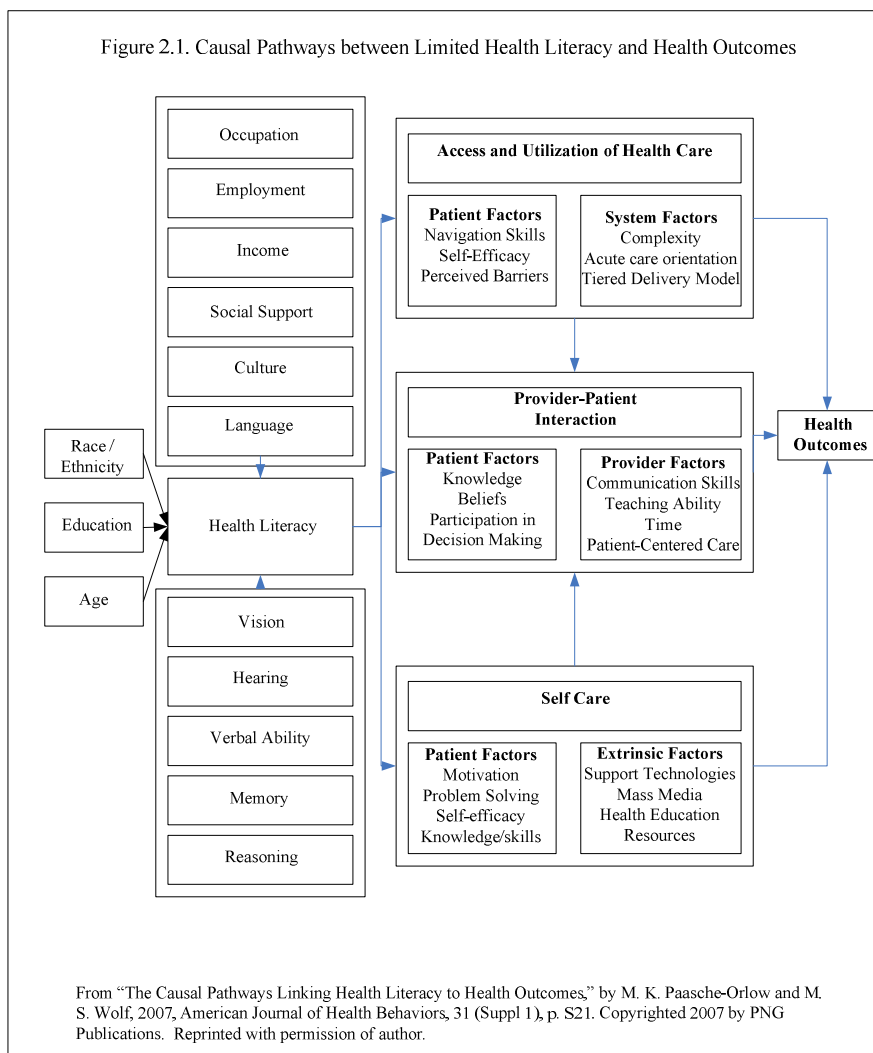 Figure 2.1. Causal Pathways between Limited Health Literacy and Health Outcomes
Occupation
Employment
Income
Social Support
Culture
Language
Race /
Ethnicity
Education
Age
Health Literacy
Vision
Hearing
Verbal Ability
Memory
Reasoning
Access and Utilization of Health Care
Patient Factors
Navigation Skills
Self-Efficacy
Perceived Barriers
System Factors
Complexity
Acute care orientation
Tiered Delivery Model
Provider-Patient
Interaction
Patient Factors
Knowledge
Beliefs
Participation in
Decision Making
Provider Factors
Communication Skills
Teaching Ability
Time
Patient-Centered Care
Self Care
Patient Factors
Motivation
Problem Solving
Self-efficacy
Knowledge/skills
Extrinsic Factors
Support Technologies
Mass Media
Health Education
Resources
Health
Outcomes
From “The Causal Pathways Linking Health Literacy to Health Outcomes,” by M. K. Paasche-Orlow and M.
S. Wolf, 2007, American Journal of Health Behaviors, 31 (Suppl 1), p. S21. Copyrighted 2007 by PNG
Publications. Reprinted with permission of author.